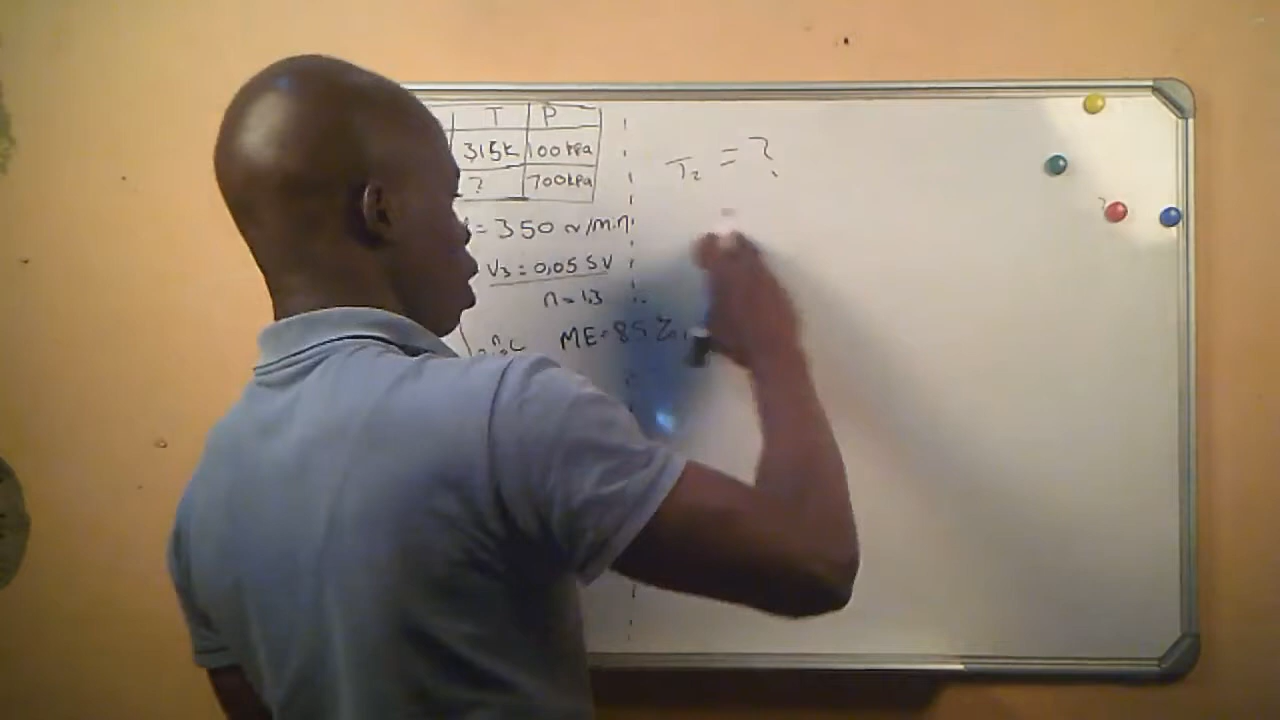 T P
315K 100kPa
? 700kPa
= 350 r/min
V3 = 0,05 SV
n = 1,3
ME = 85%
T2 = ?